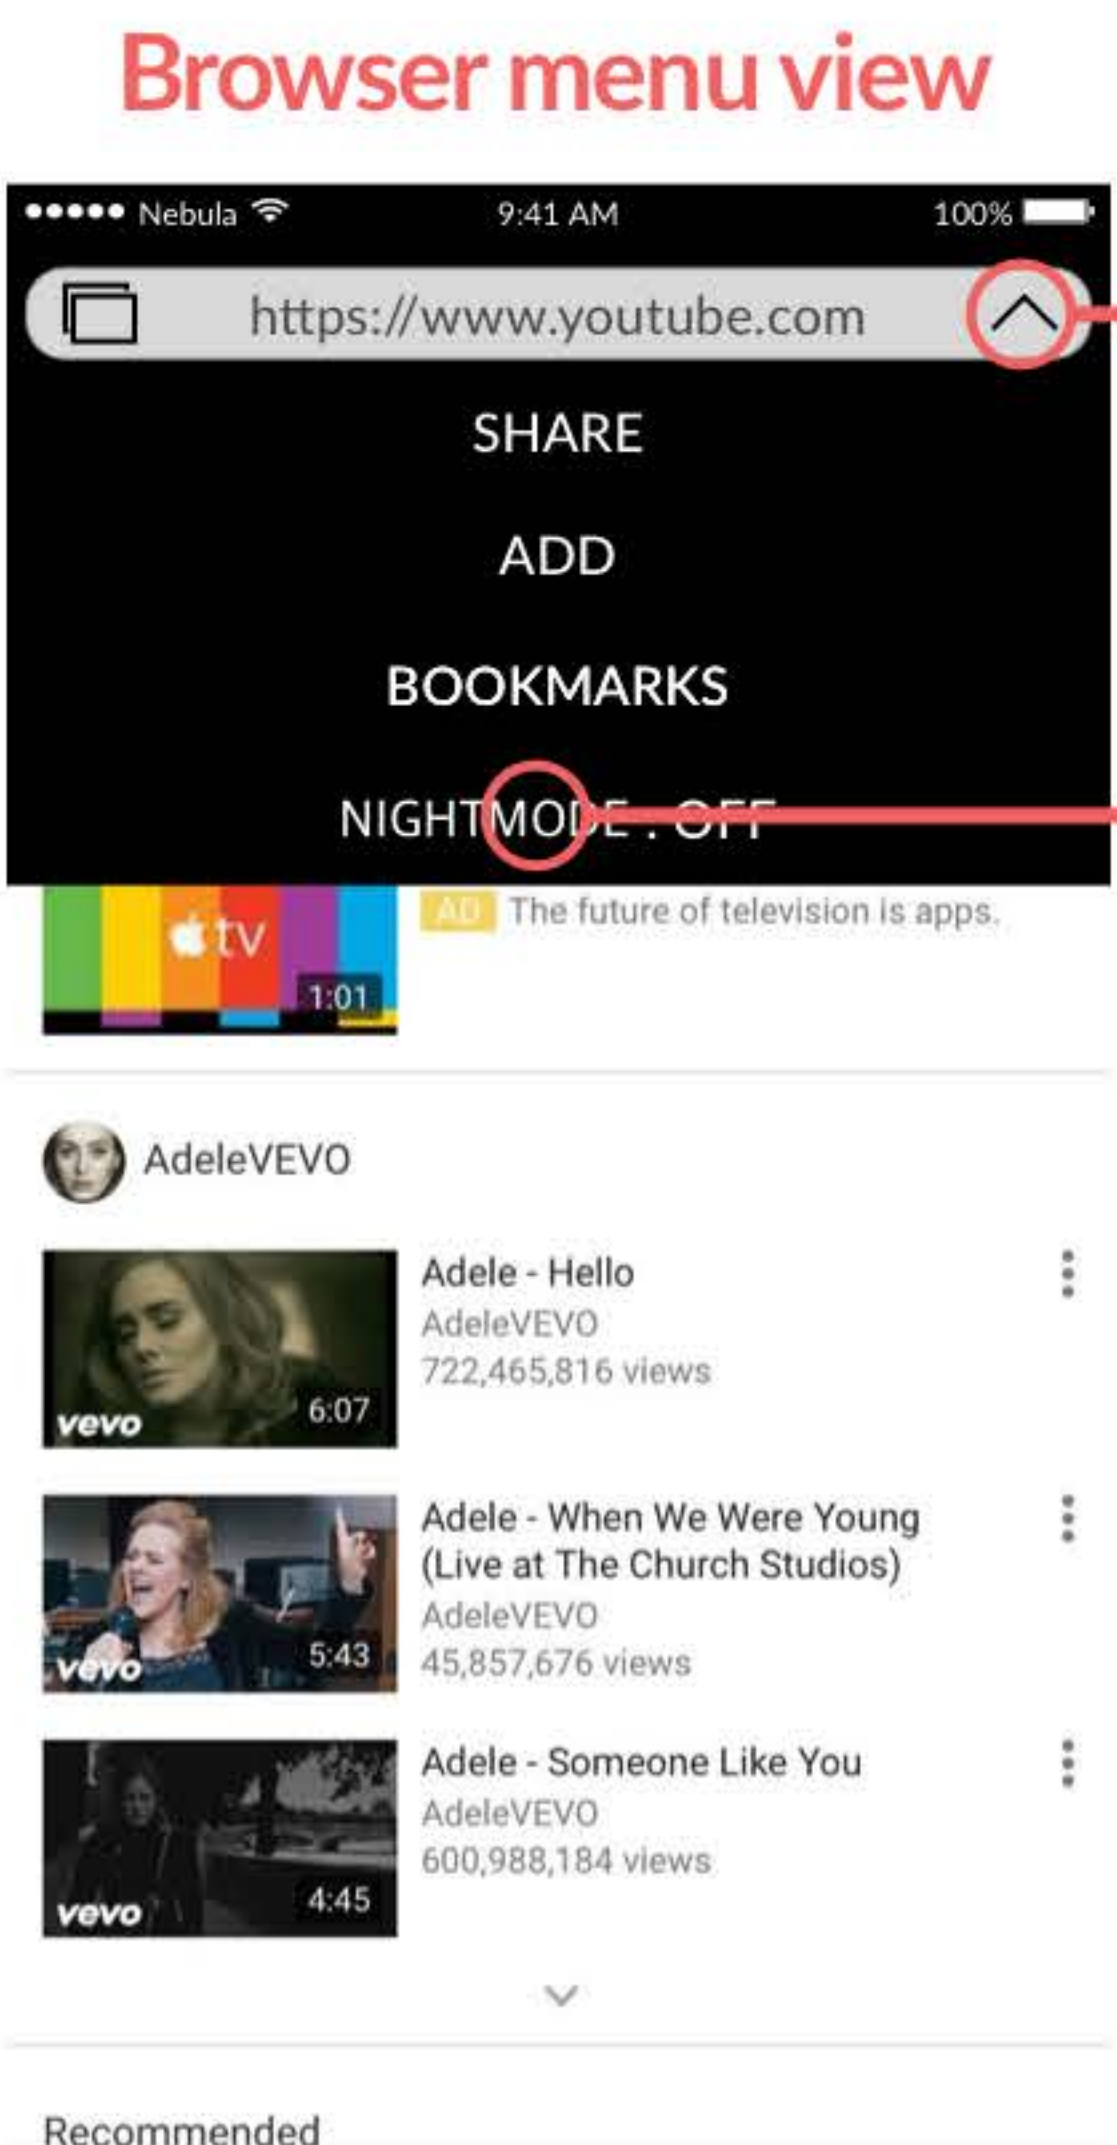 Browser menu view
Nebula 9:41 AM 100%
https://www.youtube.com
SHARE
ADD
BOOKMARKS
NIGHTMODE : OFF
tv
1:01
AD The future of television is apps.
AdeleVEVO
vevo
6:07
Adele - Hello
AdeleVEVO
722,465,816 views
vevo
5:43
Adele - When We Were Young
(Live at The Church Studios)
AdeleVEVO
45,857,676 views
vevo
4:45
Adele - Someone Like You
AdeleVEVO
600,988,184 views
Recommended